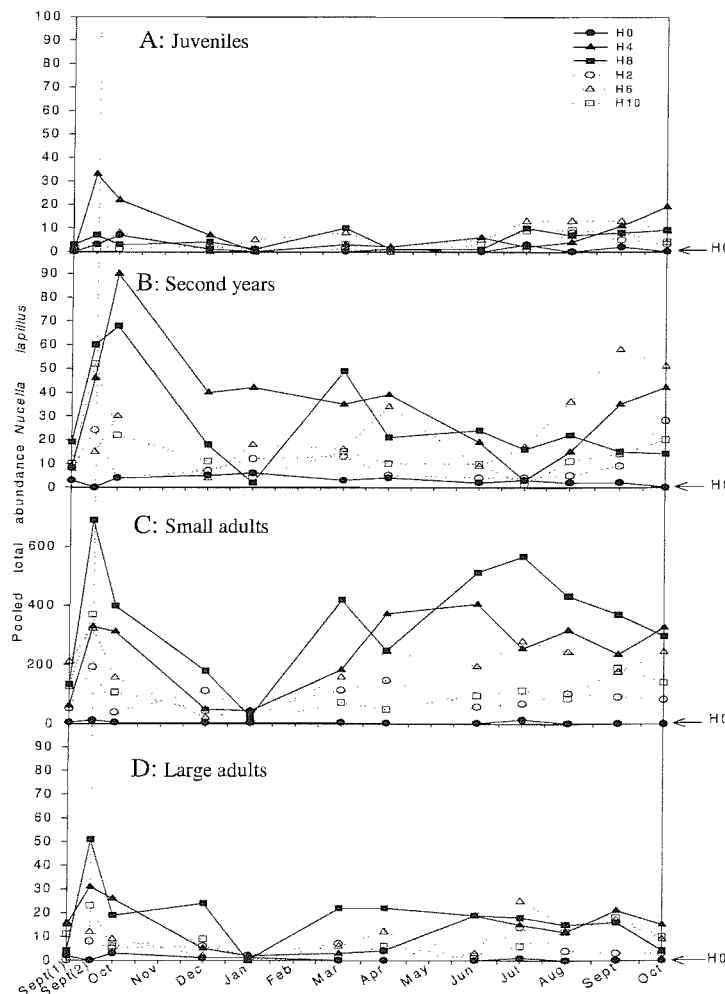 A: Juveniles
100
90
80
70
60
50
40
30
20
10
0
H0
H4
H8
H2
H6
H10
H0
B: Second years
90
80
70
60
50
40
30
20
10
0
H0
Pooled total abundance Nucella lapillus
C: Small adults
600
400
200
0
H0
D: Large adults
90
80
70
60
50
40
30
20
10
0
H0
Sept(1) Sept(2) Oct Nov Dec Jan Feb Mar Apr May Jun Jul Aug Sept Oct